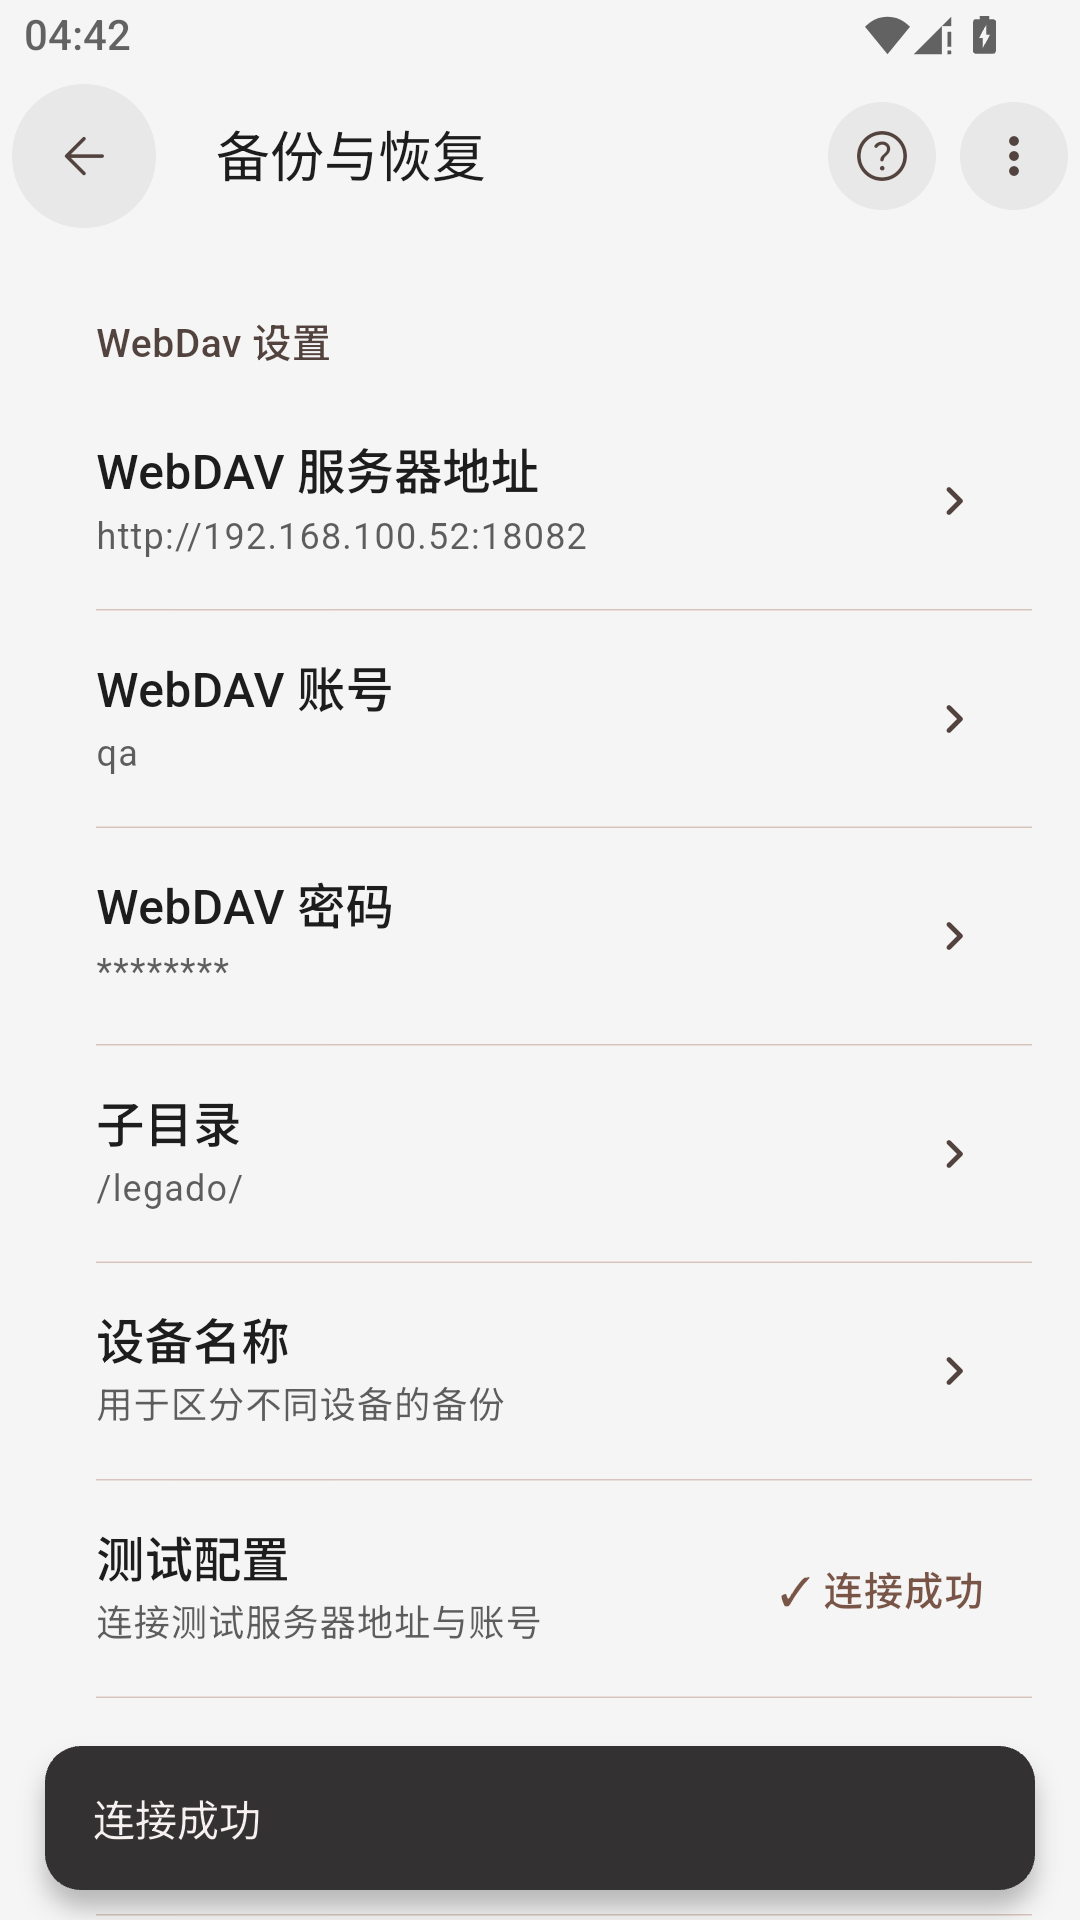 04:42
备份与恢复
WebDav 设置
WebDAV 服务器地址
http://192.168.100.52:18082
WebDAV 账号
qa
WebDAV 密码
********
子目录
/legado/
设备名称
用于区分不同设备的备份
测试配置
连接测试服务器地址与账号
✓ 连接成功
连接成功